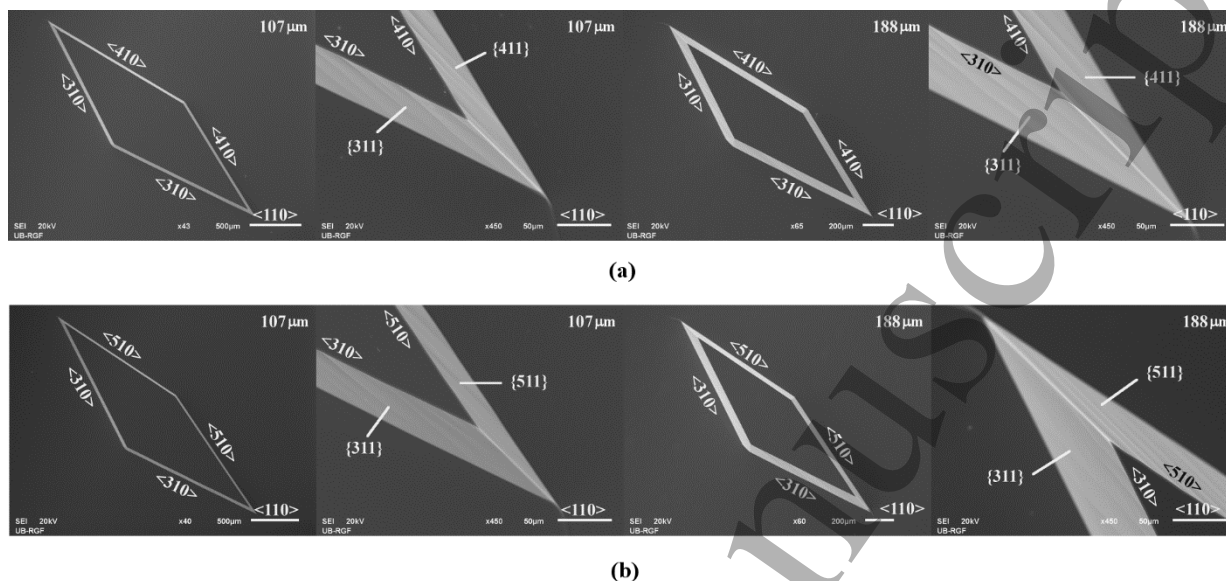 107μm
<410>
<310>
<410>
<310>
<110>
SEI 20kV x43 500μm
UB-RGF
107μm
<310>
<410>
{411}
{311}
<110>
SEI 20kV x450 50μm
UB-RGF
188μm
<410>
<310>
<410>
<310>
<110>
SEI 20kV x65 200μm
UB-RGF
188μm
<410>
<310>
{411}
{311}
<110>
SEI 20kV x450 50μm
UB-RGF
(a)
107μm
<510>
<310>
<510>
<310>
<110>
SEI 20kV x40 500μm
UB-RGF
107μm
<310>
<510>
{511}
{311}
<110>
SEI 20kV x450 50μm
UB-RGF
188μm
<510>
<310>
<510>
<310>
<110>
SEI 20kV x60 200μm
UB-RGF
188μm
{511}
{311}
<310>
<510>
<110>
SEI 20kV x450 50μm
UB-RGF
(b)
nuscrip